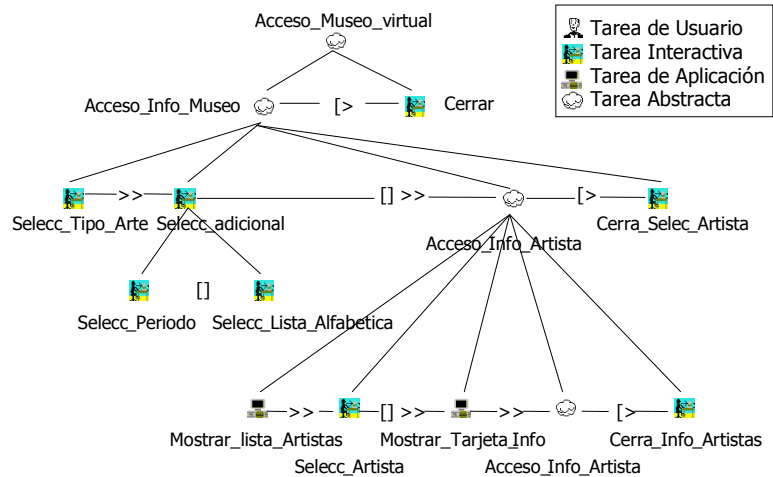 Acceso_Museo_virtual
Tarea de Usuario
Tarea Interactiva
Tarea de Aplicación
Tarea Abstracta
Acceso_Info_Museo [> Cerrar
>> [] >> [>
Selecc_Tipo_Arte Selecc_adicional Cerra_Selec_Artista
Acceso_Info_Artista
[]
Selecc_Periodo Selecc_Lista_Alfabetica
>> [] >> >> [>
Mostrar_lista_Artistas Mostrar_Tarjeta_Info Cerra_Info_Artistas
Selecc_Artista Acceso_Info_Artista